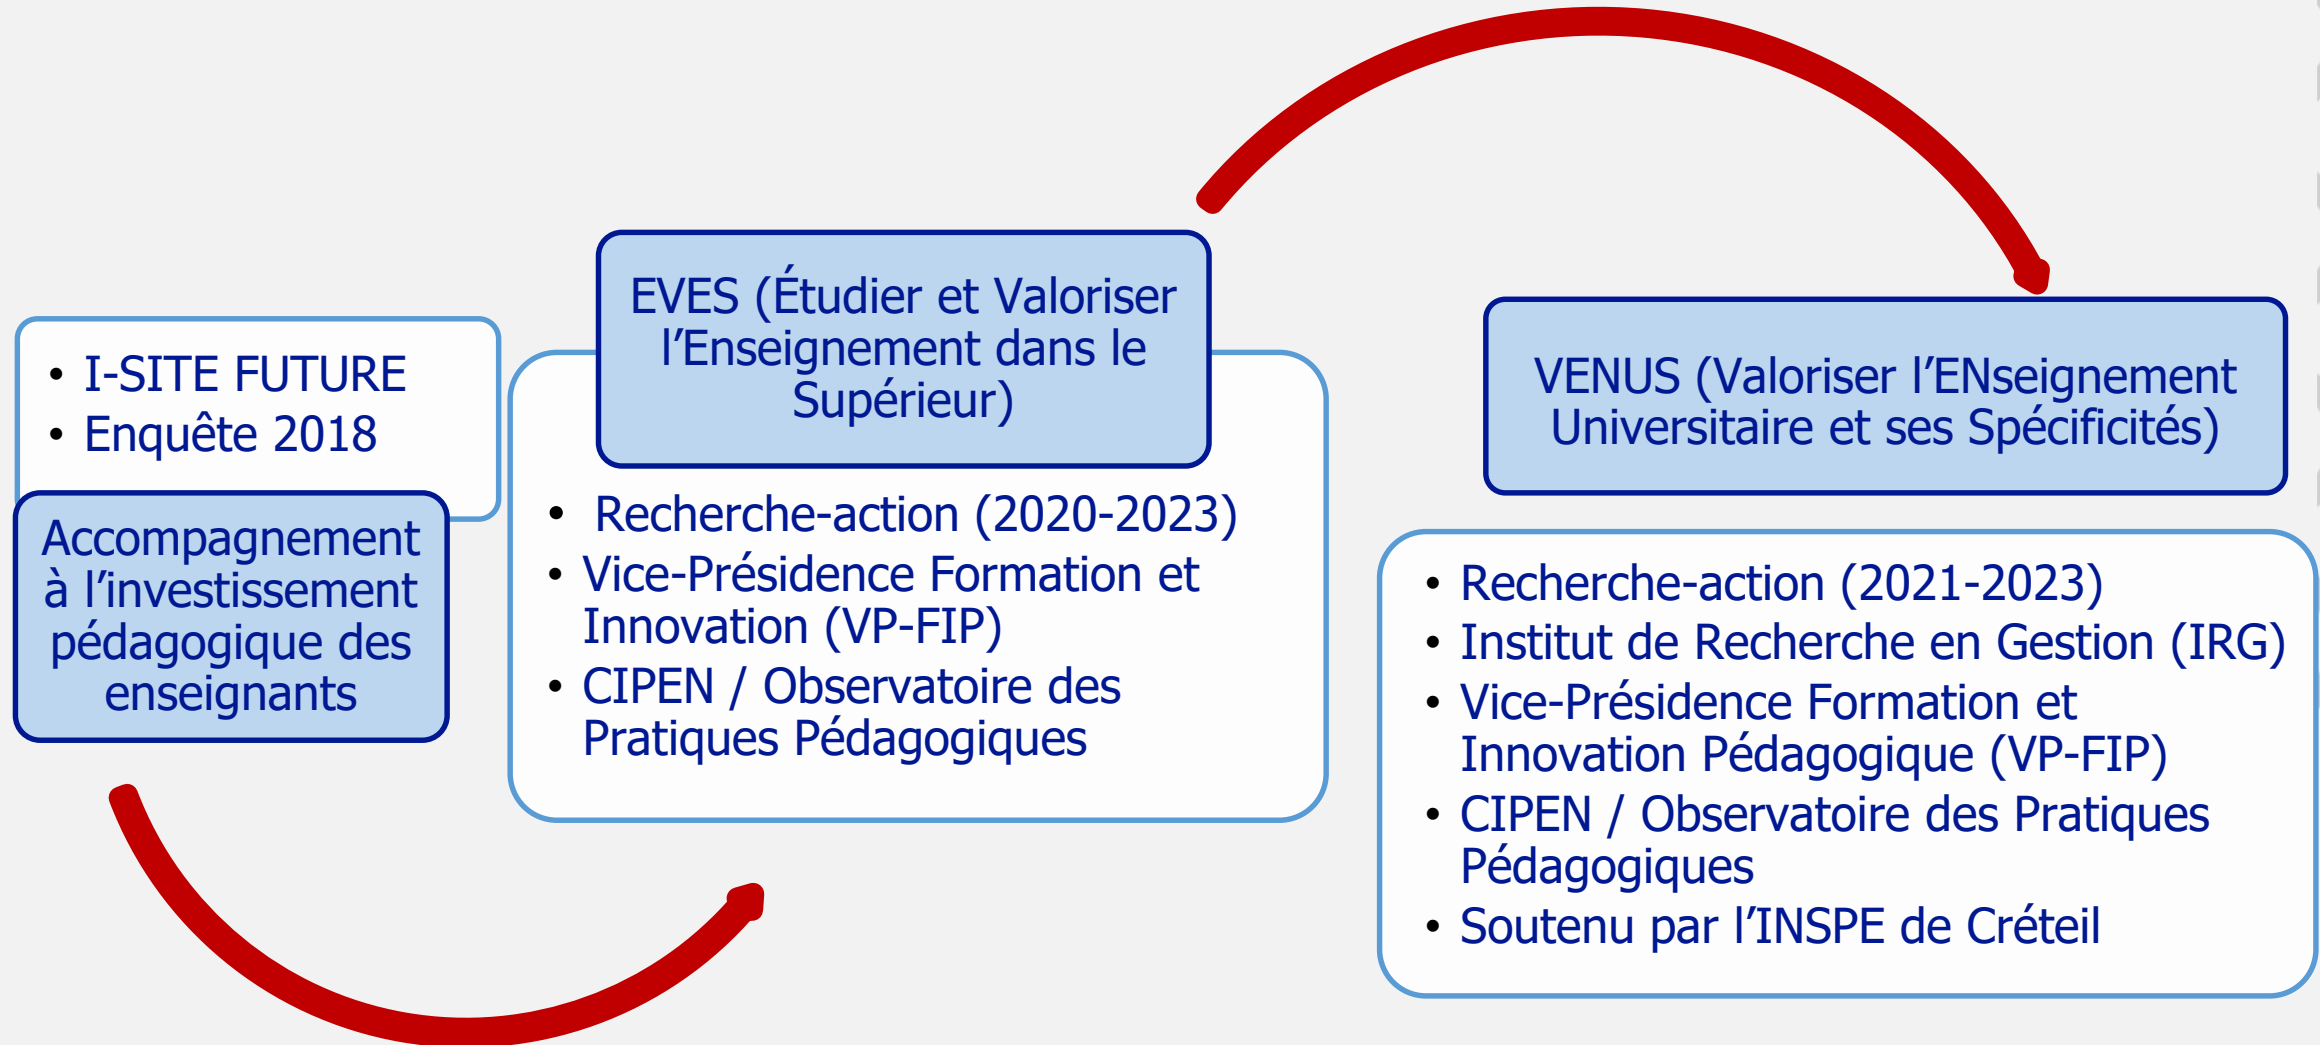 • I-SITE FUTURE
• Enquête 2018
Accompagnement
à l’investissement
pédagogique des
enseignants
EVES (Étudier et Valoriser
l’Enseignement dans le
Supérieur)
• Recherche-action (2020-2023)
• Vice-Présidence Formation et
Innovation (VP-FIP)
• CIPEN / Observatoire des
Pratiques Pédagogiques
VENUS (Valoriser l’ENseignement
Universitaire et ses Spécificités)
• Recherche-action (2021-2023)
• Institut de Recherche en Gestion (IRG)
• Vice-Présidence Formation et
Innovation Pédagogique (VP-FIP)
• CIPEN / Observatoire des Pratiques
Pédagogiques
• Soutenu par l’INSPE de Créteil